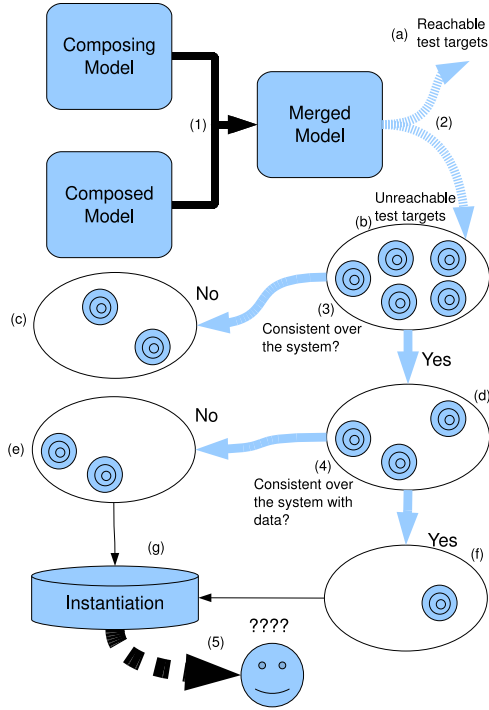 Composing
Model
(a)
Reachable
test targets
(1)
Merged
Model
(2)
Composed
Model
Unreachable
test targets
(b)
(c)
No
(3)
Consistent over
the system?
Yes
(d)
(e)
No
(4)
Consistent over
the system with
data?
Yes
(f)
(g)
Instantiation
(5)
????